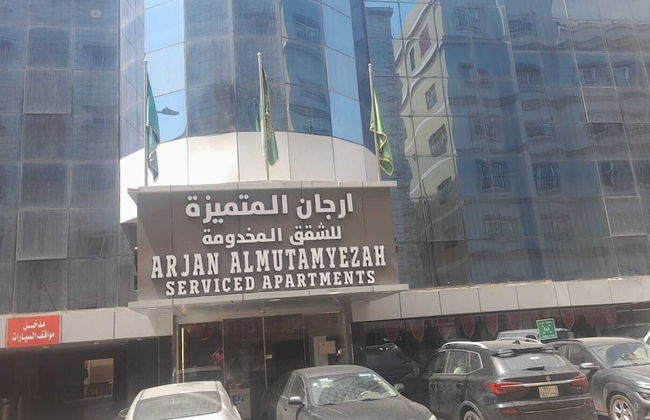 ارجان المتميزة
للشقق المخدومة
ARJAN ALMUTAMYEZAH
SERVICED APARTMENTS
مدخل
مواقف السيارات